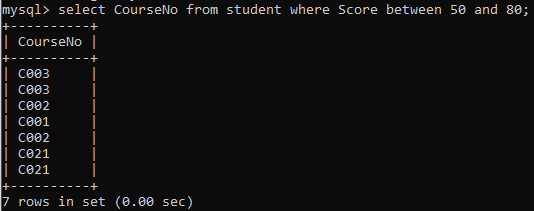 mysql> select CourseNo from student where Score between 50 and 80;
+----------+
| CourseNo |
+----------+
| C003     |
| C003     |
| C002     |
| C001     |
| C002     |
| C021     |
| C021     |
+----------+
7 rows in set (0.00 sec)